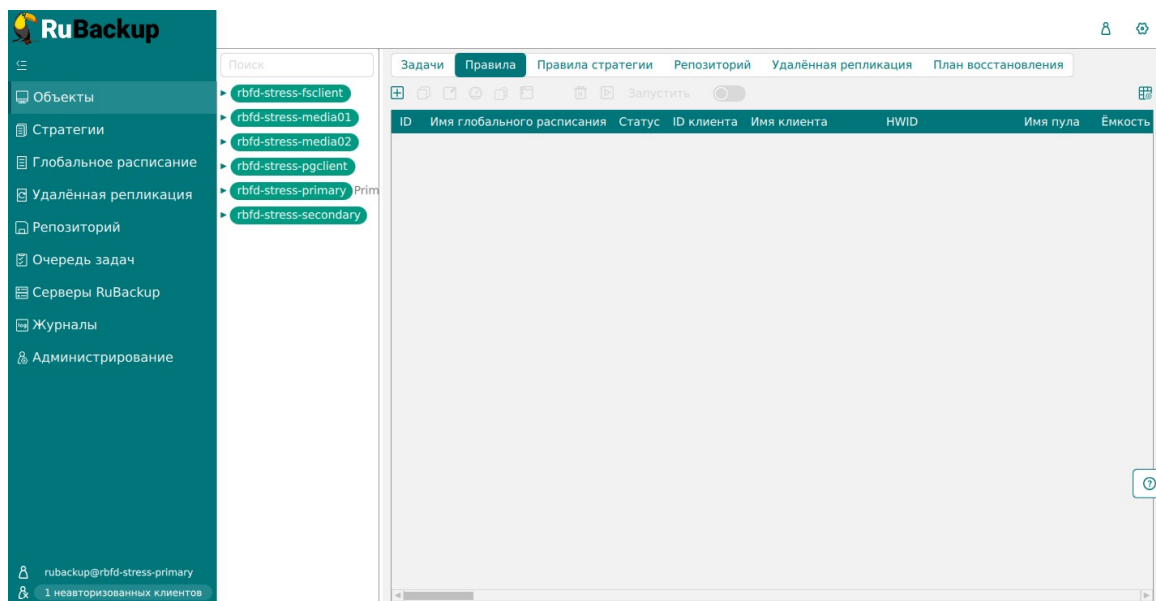 RuBackup
Объекты
Стратегии
Глобальное расписание
Удалённая репликация
Репозиторий
Очередь задач
Серверы RuBackup
Журналы
Администрирование
rubackup@rbfd-stress-primary
1 неавторизованных клиентов
Поиск
rbfd-stress-fsclient
rbfd-stress-media01
rbfd-stress-media02
rbfd-stress-pgclient
rbfd-stress-primary Prim
rbfd-stress-secondary
Задачи Правила Правила стратегии Репозиторий Удалённая репликация План восстановления
Запустить
ID Имя глобального расписания Статус ID клиента Имя клиента HWID Имя пула Ёмкость